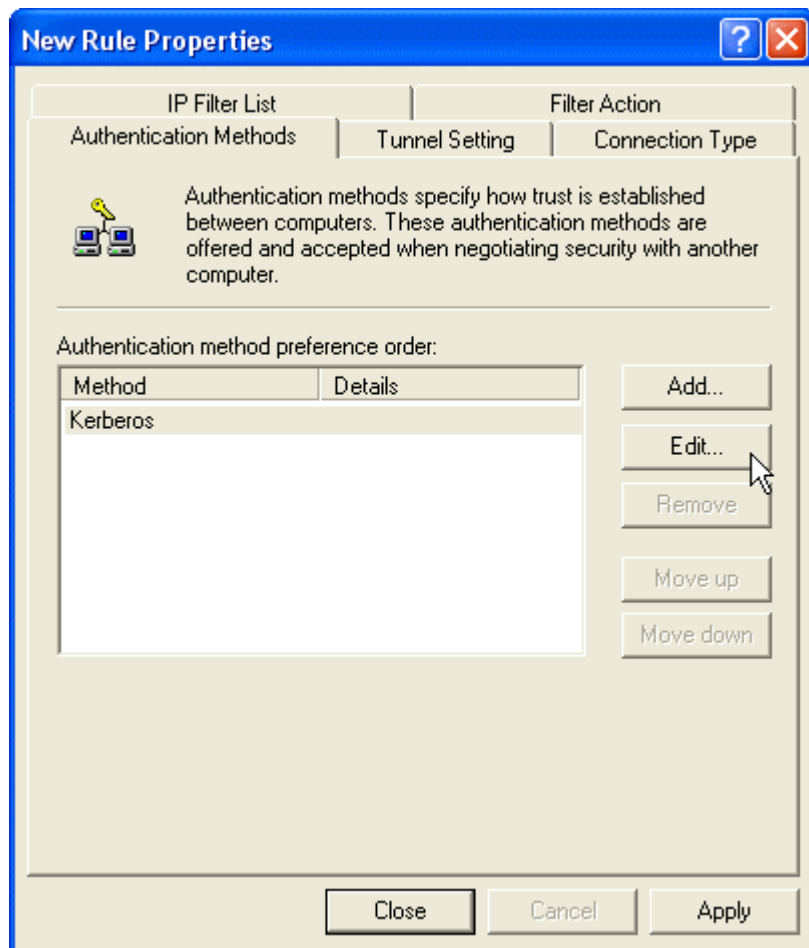 New Rule Properties
IP Filter List
Filter Action
Authentication Methods
Tunnel Setting
Connection Type
Authentication methods specify how trust is established
between computers. These authentication methods are
offered and accepted when negotiating security with another
computer.
Authentication method preference order:
Method
Details
Kerberos
Add...
Edit...
Remove
Move up
Move down
Close
Cancel
Apply